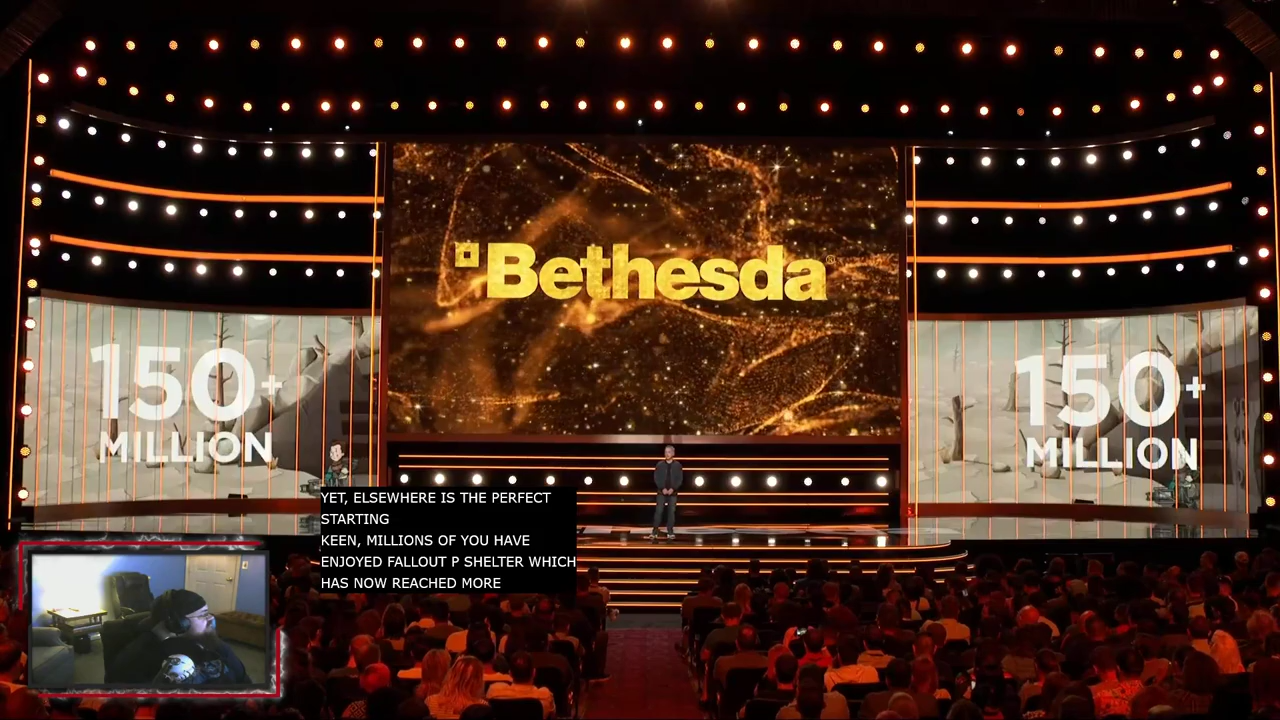 Bethesda
150+
MILLION
150+
MILLION
YET, ELSEWHERE IS THE PERFECT
STARTING
KEEN, MILLIONS OF YOU HAVE
ENJOYED FALLOUT P SHELTER WHICH
HAS NOW REACHED MORE